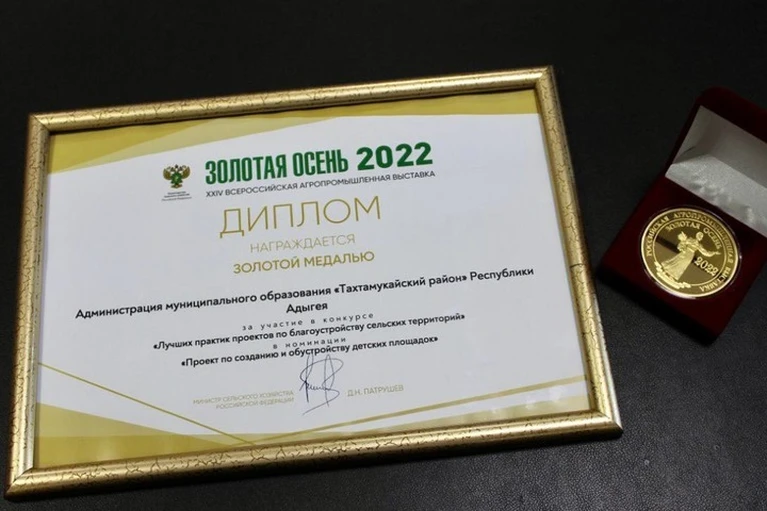 ЗОЛОТАЯ ОСЕНЬ 2022
XXIV ВСЕРОССИЙСКАЯ АГРОПРОМЫШЛЕННАЯ ВЫСТАВКА
ДИПЛОМ
НАГРАЖДАЕТСЯ
ЗОЛОТОЙ МЕДАЛЬЮ
Администрация муниципального образования «Тахтамукайский район» Республики
Адыгея
за участие в конкурсе
«Лучших практик проектов по благоустройству сельских территорий»
в номинации
«Проект по созданию и обустройству детских площадок»
МИНИСТР СЕЛЬСКОГО ХОЗЯЙСТВА
РОССИЙСКОЙ ФЕДЕРАЦИИ
Д.Н. ПАТРУШЕВ
РОССИЙСКАЯ АГРОПРОМЫШЛЕННАЯ ВЫСТАВКА
ЗОЛОТАЯ ОСЕНЬ
2022